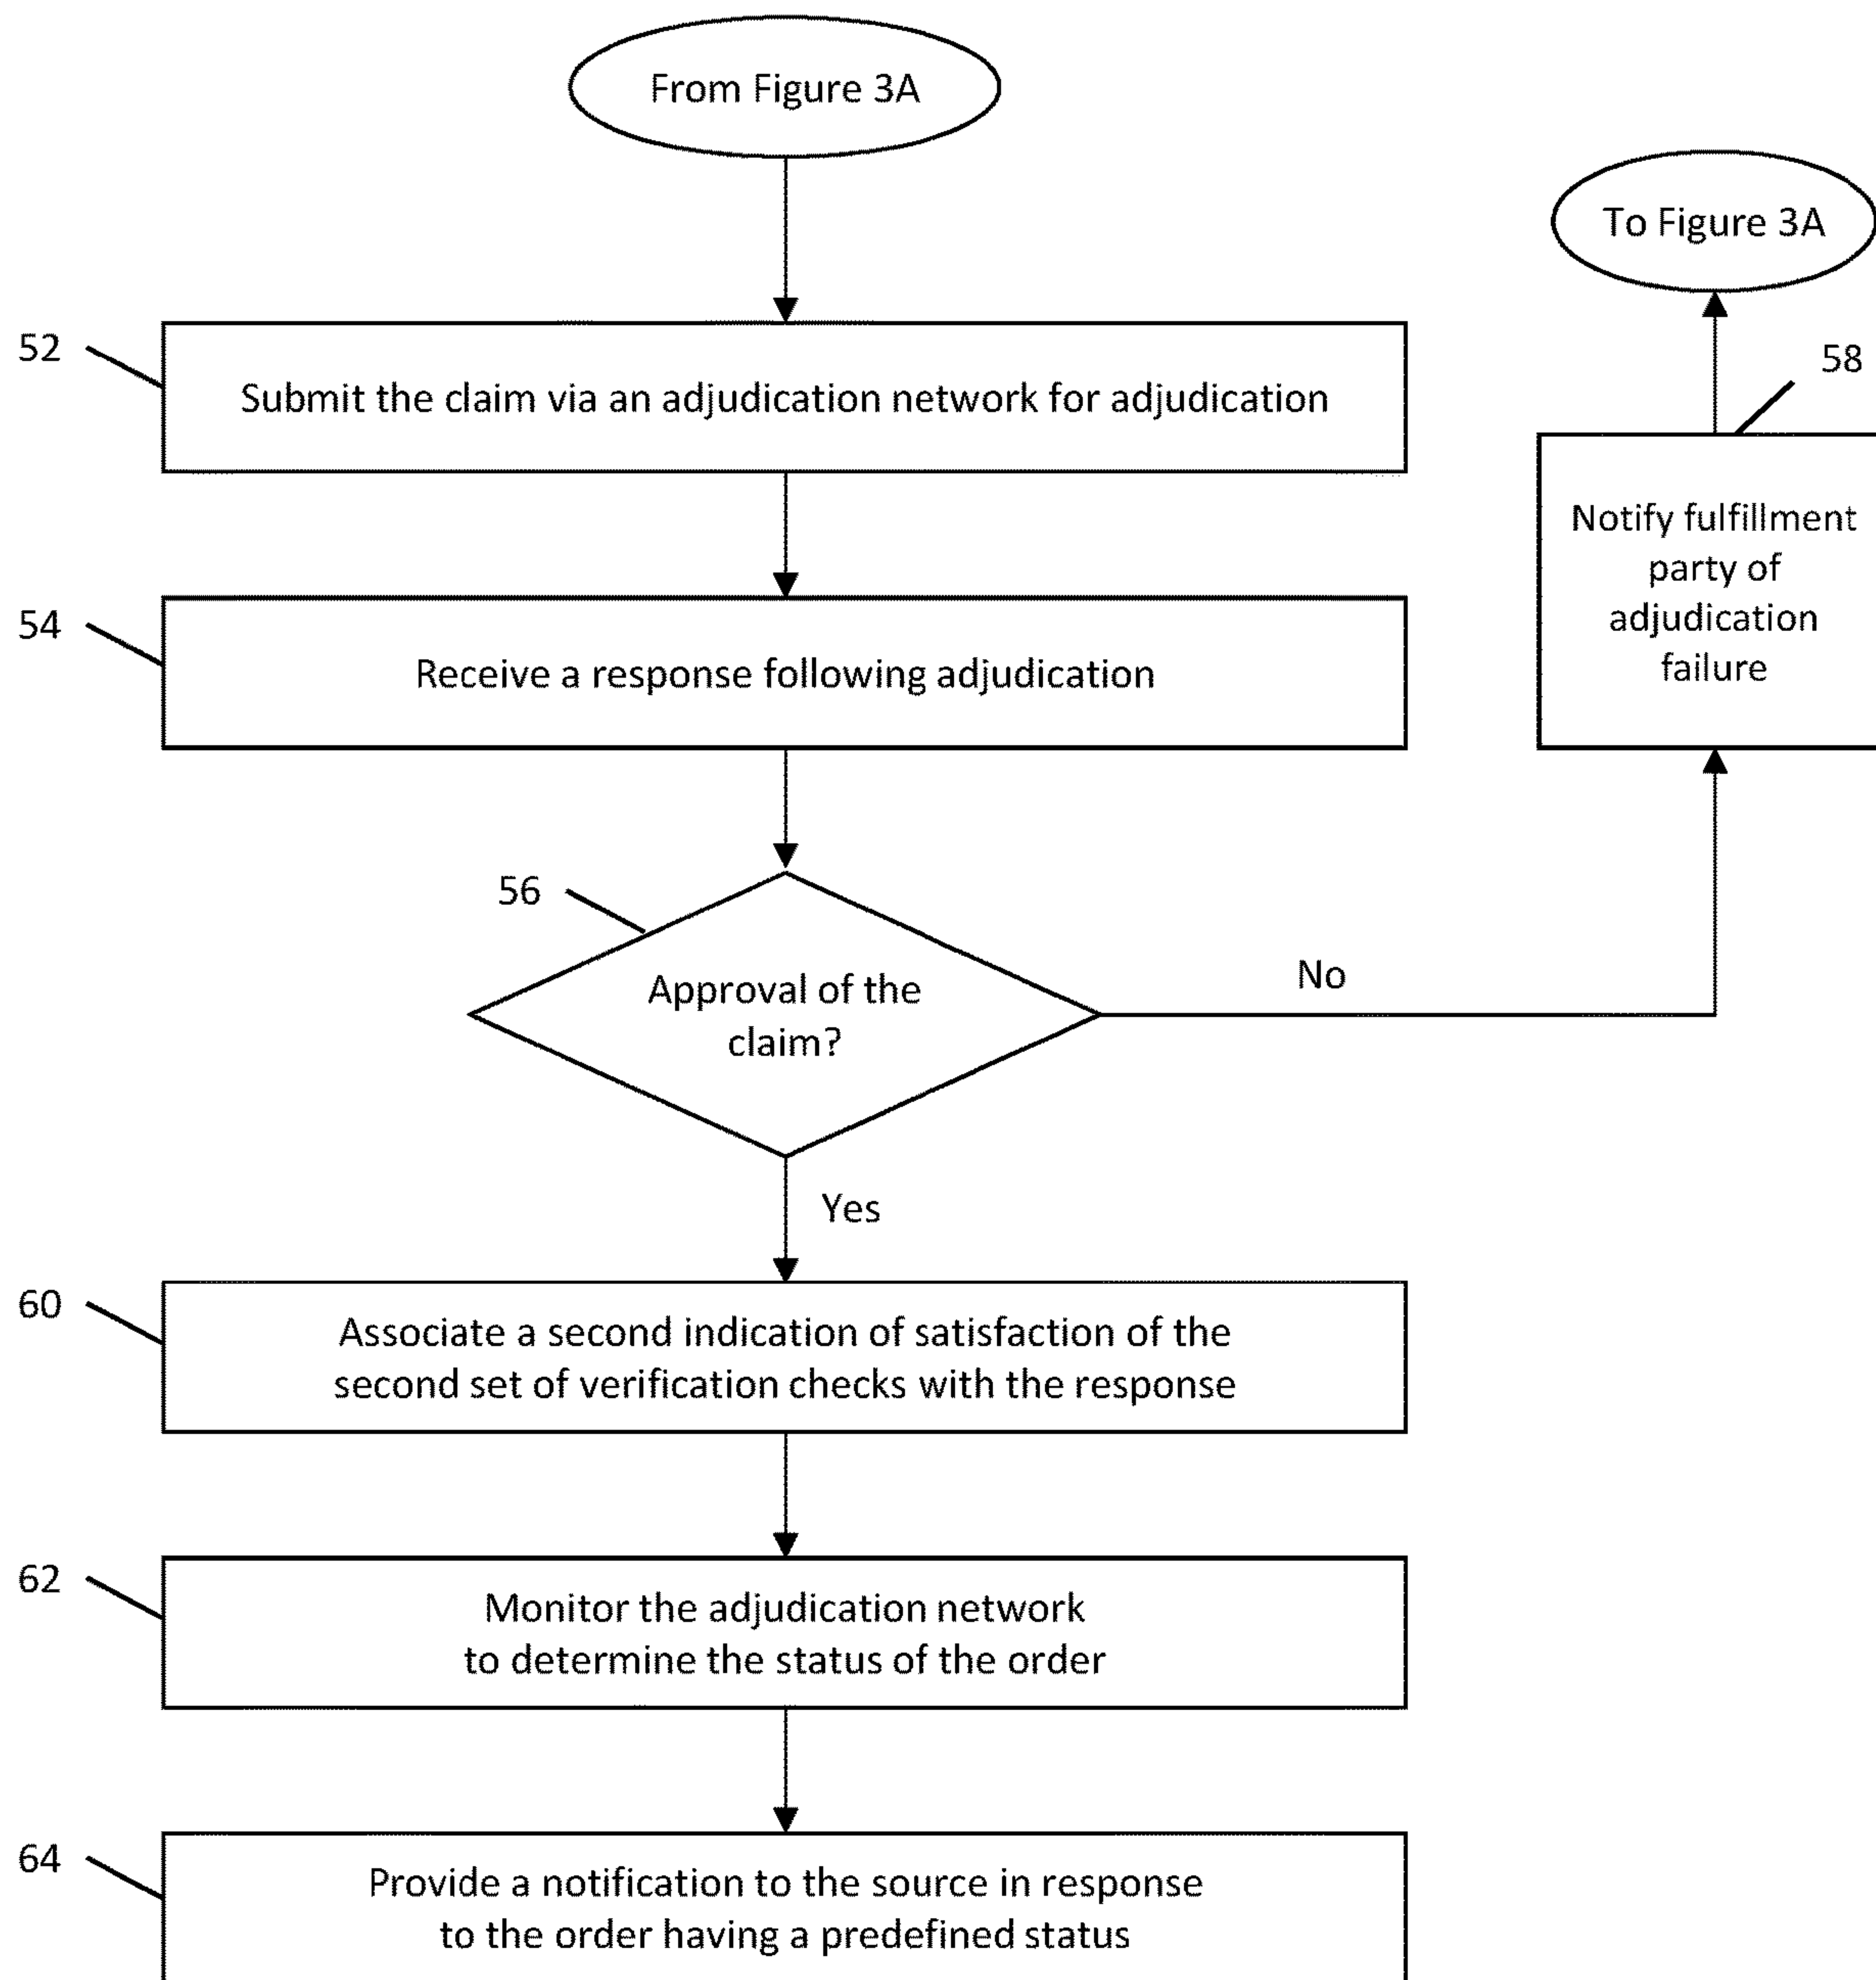 From Figure 3A
To Figure 3A
52
Submit the claim via an adjudication network for adjudication
58
Notify fulfillment
party of
adjudication
failure
54
Receive a response following adjudication
56
Approval of the
claim?
No
Yes
60
Associate a second indication of satisfaction of the
second set of verification checks with the response
62
Monitor the adjudication network
to determine the status of the order
64
Provide a notification to the source in response
to the order having a predefined status